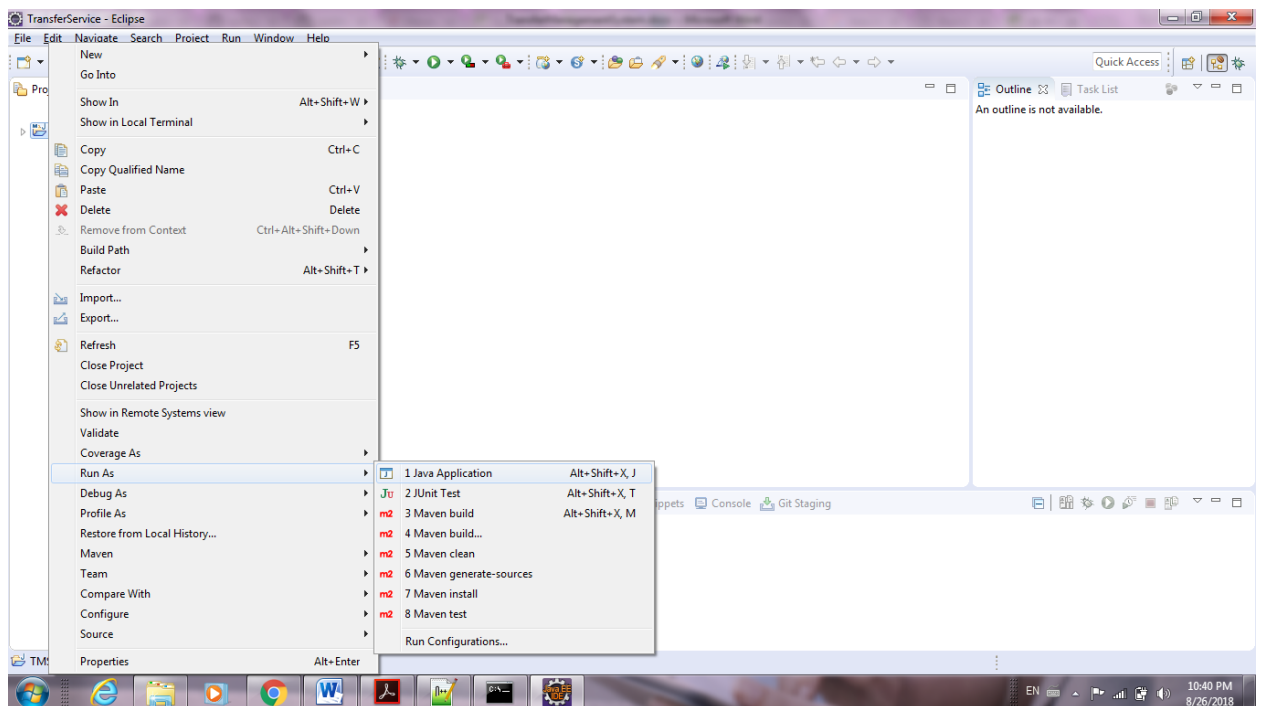 TransferService - Eclipse
File Edit Navigate Search Project Run Window Help
Quick Access
New
Go Into
Show In Alt+Shift+W
Show in Local Terminal
Copy Ctrl+C
Copy Qualified Name
Paste Ctrl+V
Delete Delete
Remove from Context Ctrl+Alt+Shift+Down
Build Path
Refactor Alt+Shift+T
Import...
Export...
Refresh F5
Close Project
Close Unrelated Projects
Show in Remote Systems view
Validate
Coverage As
Run As
Debug As
Profile As
Restore from Local History...
Maven
Team
Compare With
Configure
Source
Properties Alt+Enter
1 Java Application Alt+Shift+X, J
2 JUnit Test Alt+Shift+X, T
3 Maven build Alt+Shift+X, M
4 Maven build...
5 Maven clean
6 Maven generate-sources
7 Maven install
8 Maven test
Run Configurations...
Pro
Outline Task List
An outline is not available.
ippets Console Git Staging
TMS
EN
10:40 PM
8/26/2018